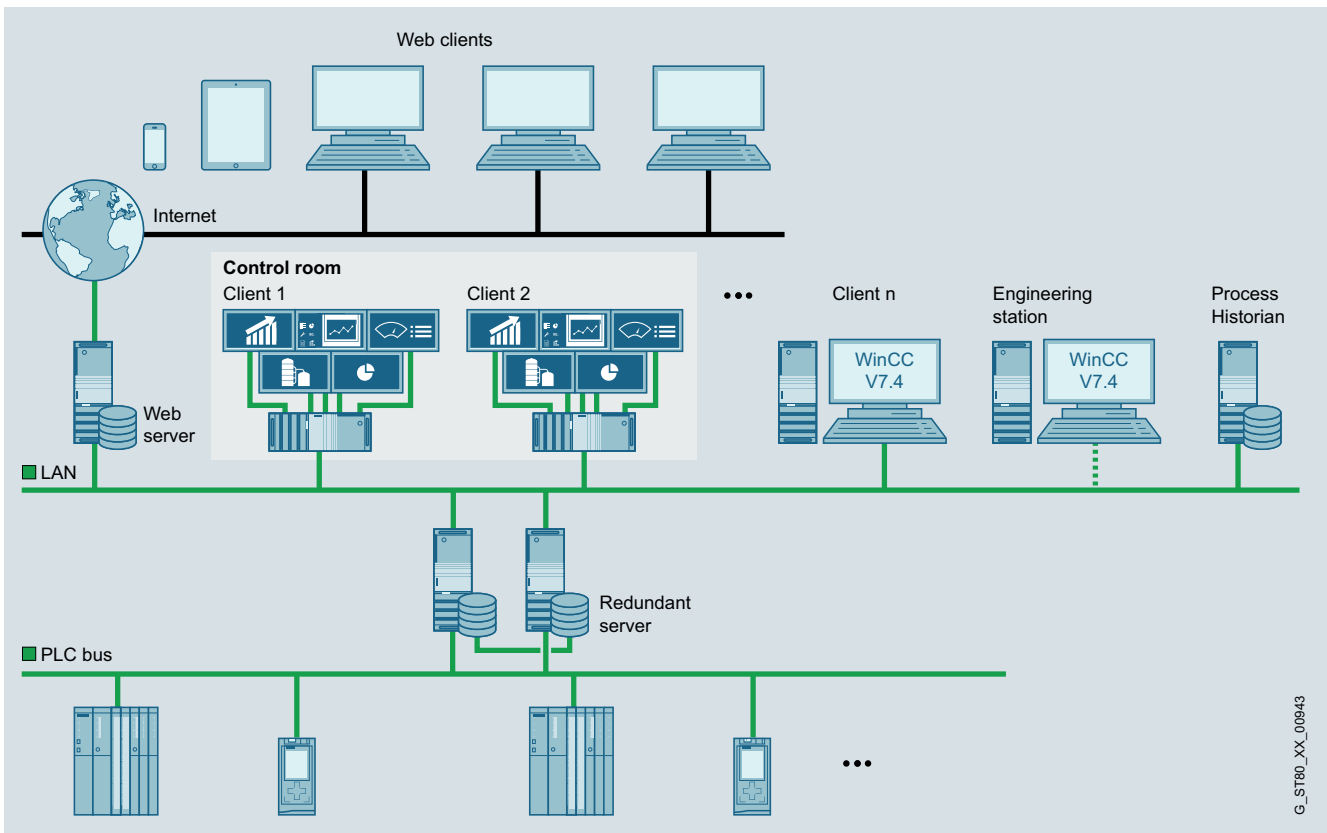 Web clients
Internet
Control room
Client 1
Client 2
Client n
Engineering
station
Process
Historian
WinCC
V7.4
WinCC
V7.4
Web
server
LAN
Redundant
server
PLC bus
G_ST80_XX_00943